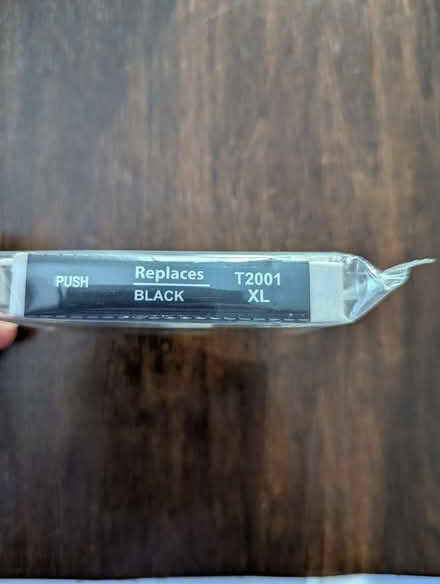 PUSH
Replaces
BLACK
T2001
XL